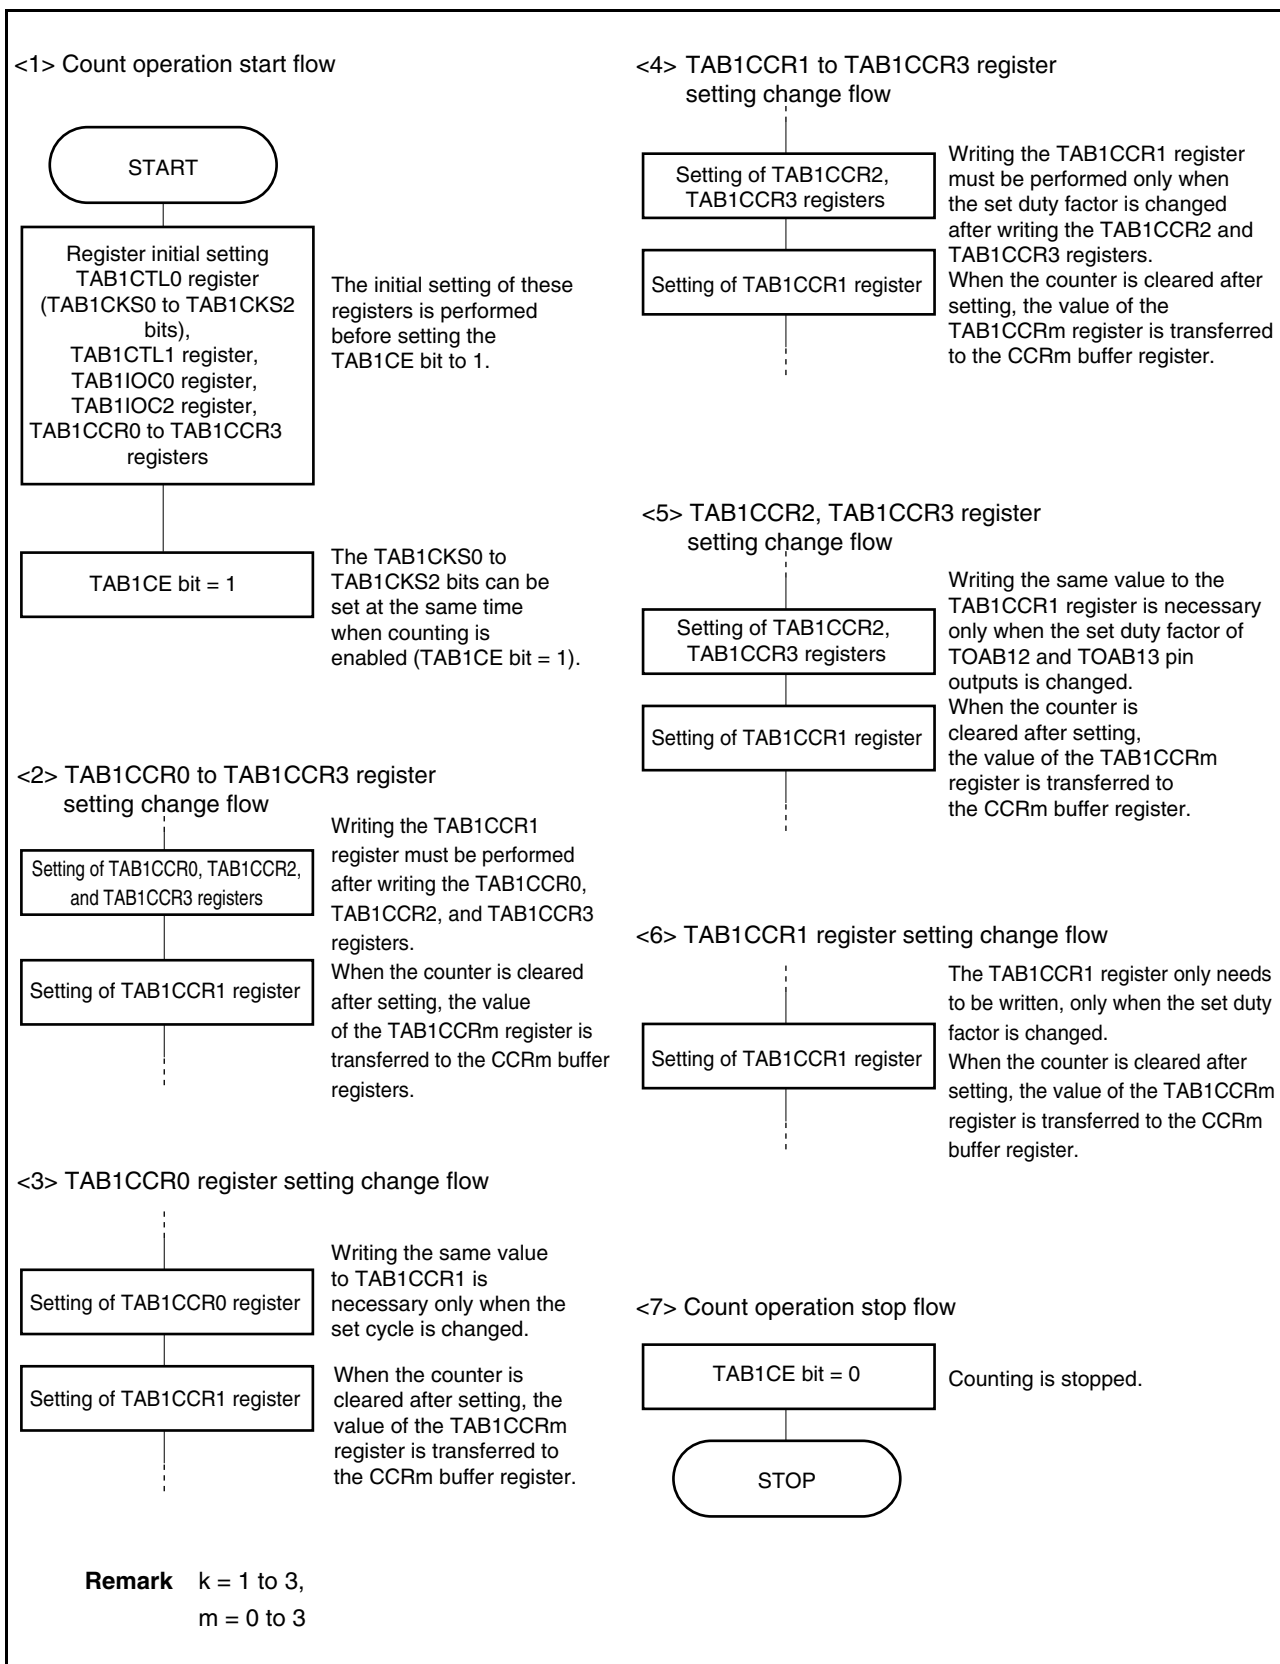 <1> Count operation start flow
START
Register initial setting
TAB1CTL0 register
(TAB1CKS0 to TAB1CKS2
bits),
TAB1CTL1 register,
TAB1IOC0 register,
TAB1IOC2 register,
TAB1CCR0 to TAB1CCR3
registers
The initial setting of these
registers is performed
before setting the
TAB1CE bit to 1.
TAB1CE bit = 1
The TAB1CKS0 to
TAB1CKS2 bits can be
set at the same time
when counting is
enabled (TAB1CE bit = 1).
<2> TAB1CCR0 to TAB1CCR3 register
setting change flow
Setting of TAB1CCR0, TAB1CCR2,
and TAB1CCR3 registers
Setting of TAB1CCR1 register
Writing the TAB1CCR1
register must be performed
after writing the TAB1CCR0,
TAB1CCR2, and TAB1CCR3
registers.
When the counter is cleared
after setting, the value
of the TAB1CCRm register is
transferred to the CCRm buffer
registers.
<3> TAB1CCR0 register setting change flow
Setting of TAB1CCR0 register
Writing the same value
to TAB1CCR1 is
necessary only when the
set cycle is changed.
Setting of TAB1CCR1 register
When the counter is
cleared after setting, the
value of the TAB1CCRm
register is transferred to
the CCRm buffer register.
Remark k = 1 to 3,
m = 0 to 3
<4> TAB1CCR1 to TAB1CCR3 register
setting change flow
Setting of TAB1CCR2,
TAB1CCR3 registers
Setting of TAB1CCR1 register
Writing the TAB1CCR1 register
must be performed only when
the set duty factor is changed
after writing the TAB1CCR2 and
TAB1CCR3 registers.
When the counter is cleared after
setting, the value of the
TAB1CCRm register is transferred
to the CCRm buffer register.
<5> TAB1CCR2, TAB1CCR3 register
setting change flow
Setting of TAB1CCR2,
TAB1CCR3 registers
Setting of TAB1CCR1 register
Writing the same value to the
TAB1CCR1 register is necessary
only when the set duty factor of
TOAB12 and TOAB13 pin
outputs is changed.
When the counter is
cleared after setting,
the value of the TAB1CCRm
register is transferred to
the CCRm buffer register.
<6> TAB1CCR1 register setting change flow
Setting of TAB1CCR1 register
The TAB1CCR1 register only needs
to be written, only when the set duty
factor is changed.
When the counter is cleared after
setting, the value of the TAB1CCRm
register is transferred to the CCRm
buffer register.
<7> Count operation stop flow
TAB1CE bit = 0
Counting is stopped.
STOP